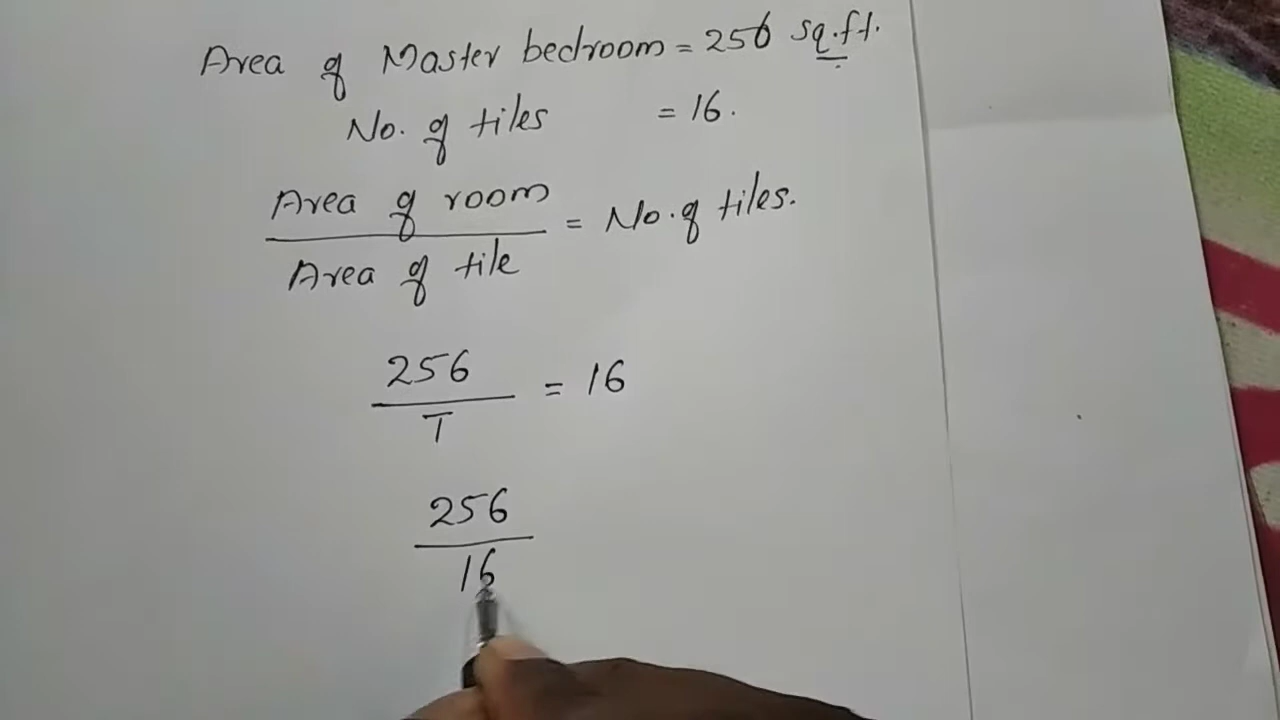 Area of Master bedroom = 256 sq.ft.
No. of tiles = 16.
Area of room / Area of tile = No. of tiles.
256 / T = 16
256 / 16